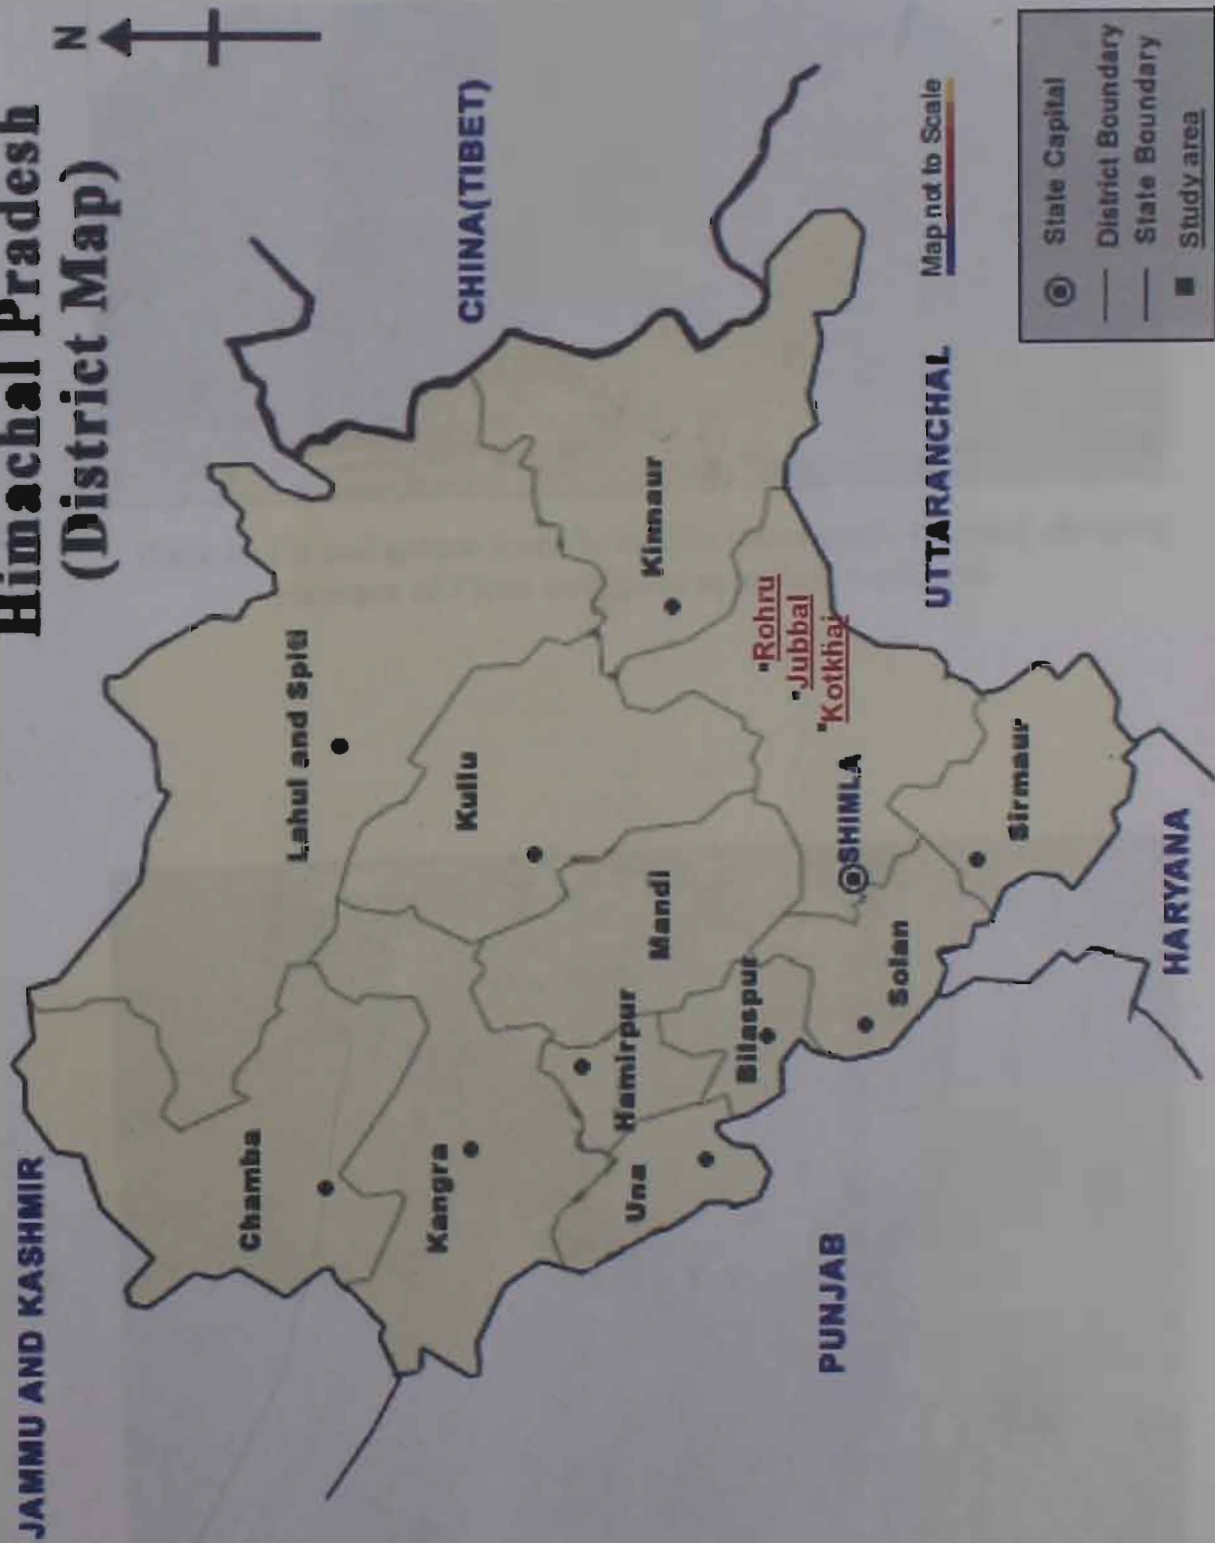 Himachal Pradesh
(District Map)
N
JAMMU AND KASHMIR
CHINA(TIBET)
Chamba
Lahul and Spiti
Kangra
Kullu
Hamirpur
Mandi
Kinnaur
Una
Bilaspur
Rohru
Jubbal
Kotkhai
SHIMLA
Solan
Sirmaur
PUNJAB
UTTARANCHAL
HARYANA
Map not to Scale
State Capital
District Boundary
State Boundary
Study area